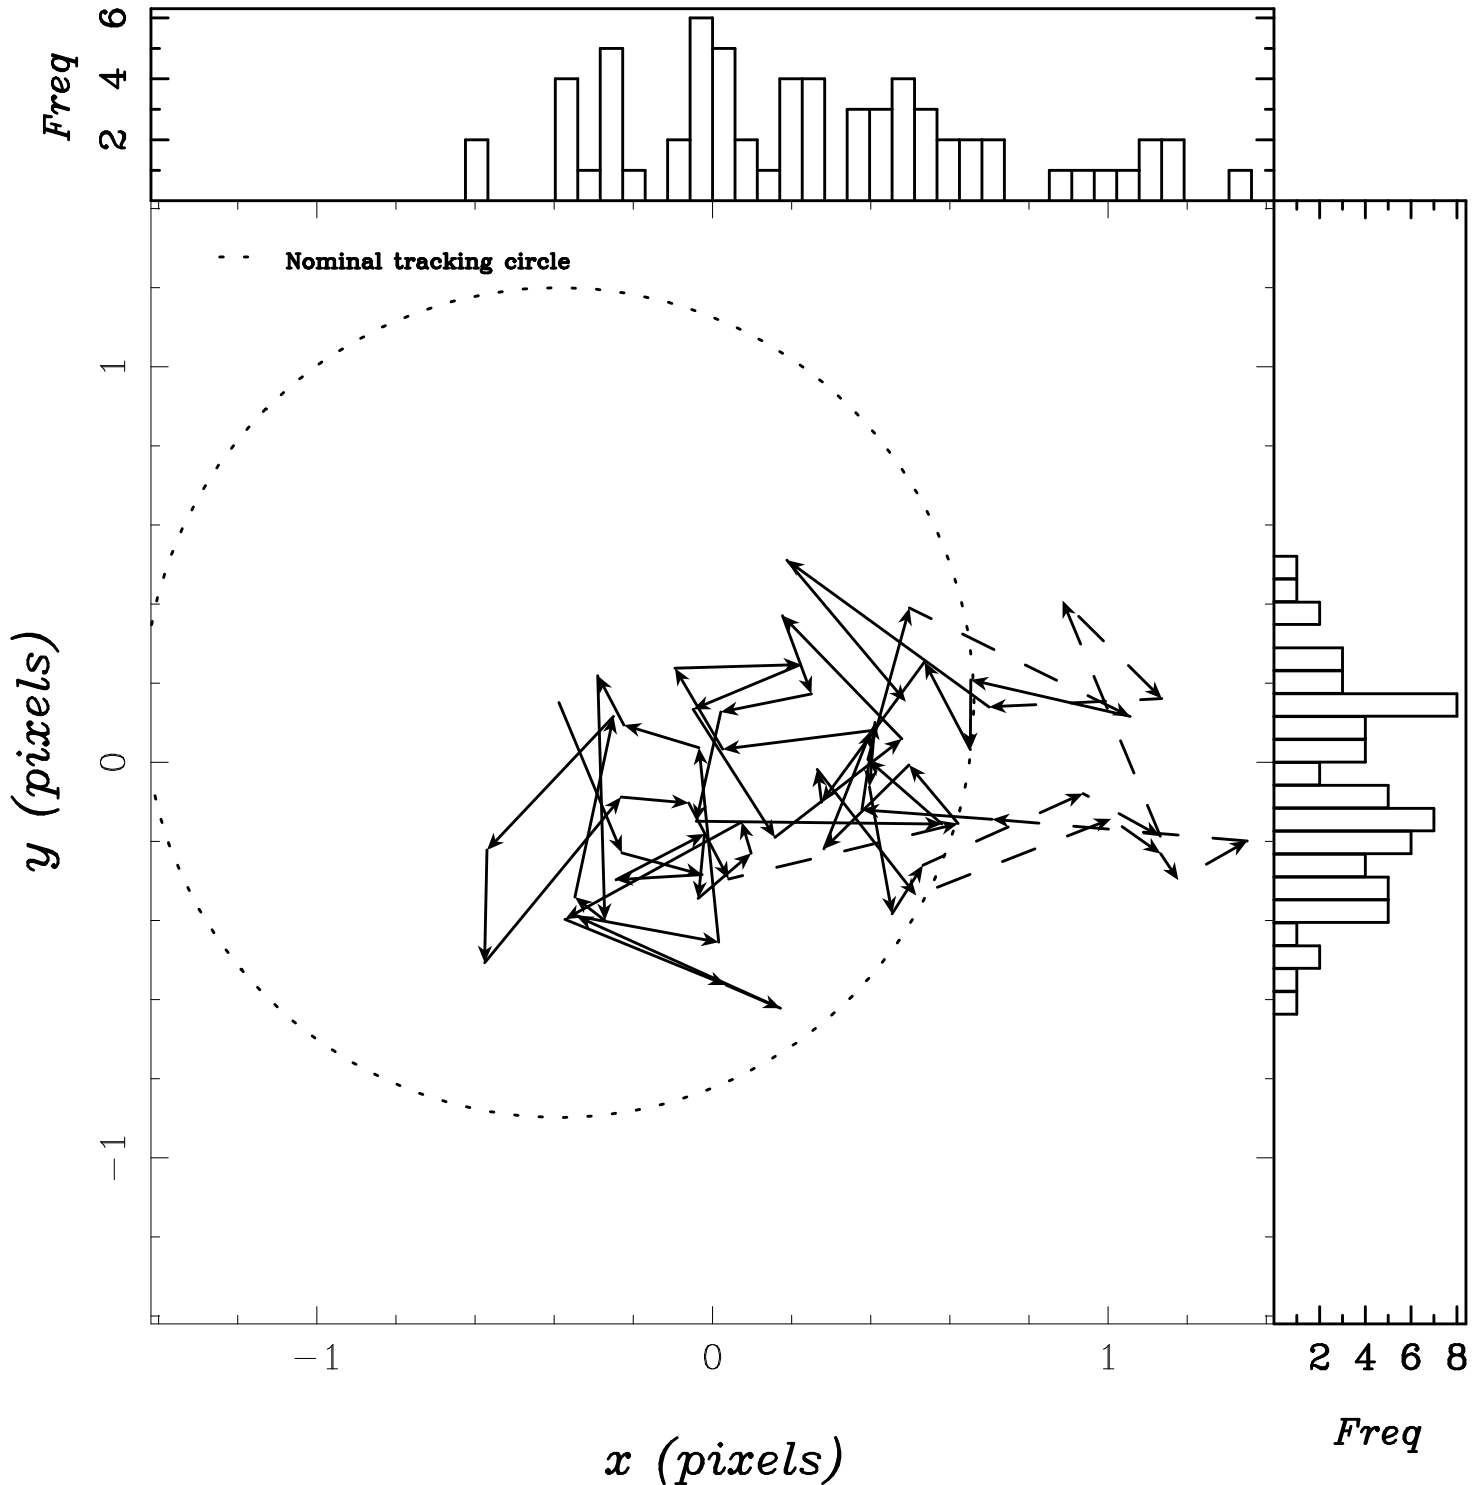 Freq
6
4
2
Nominal tracking circle
1
0
−1
y (pixels)
−1 0 1
x (pixels)
2 4 6 8
Freq